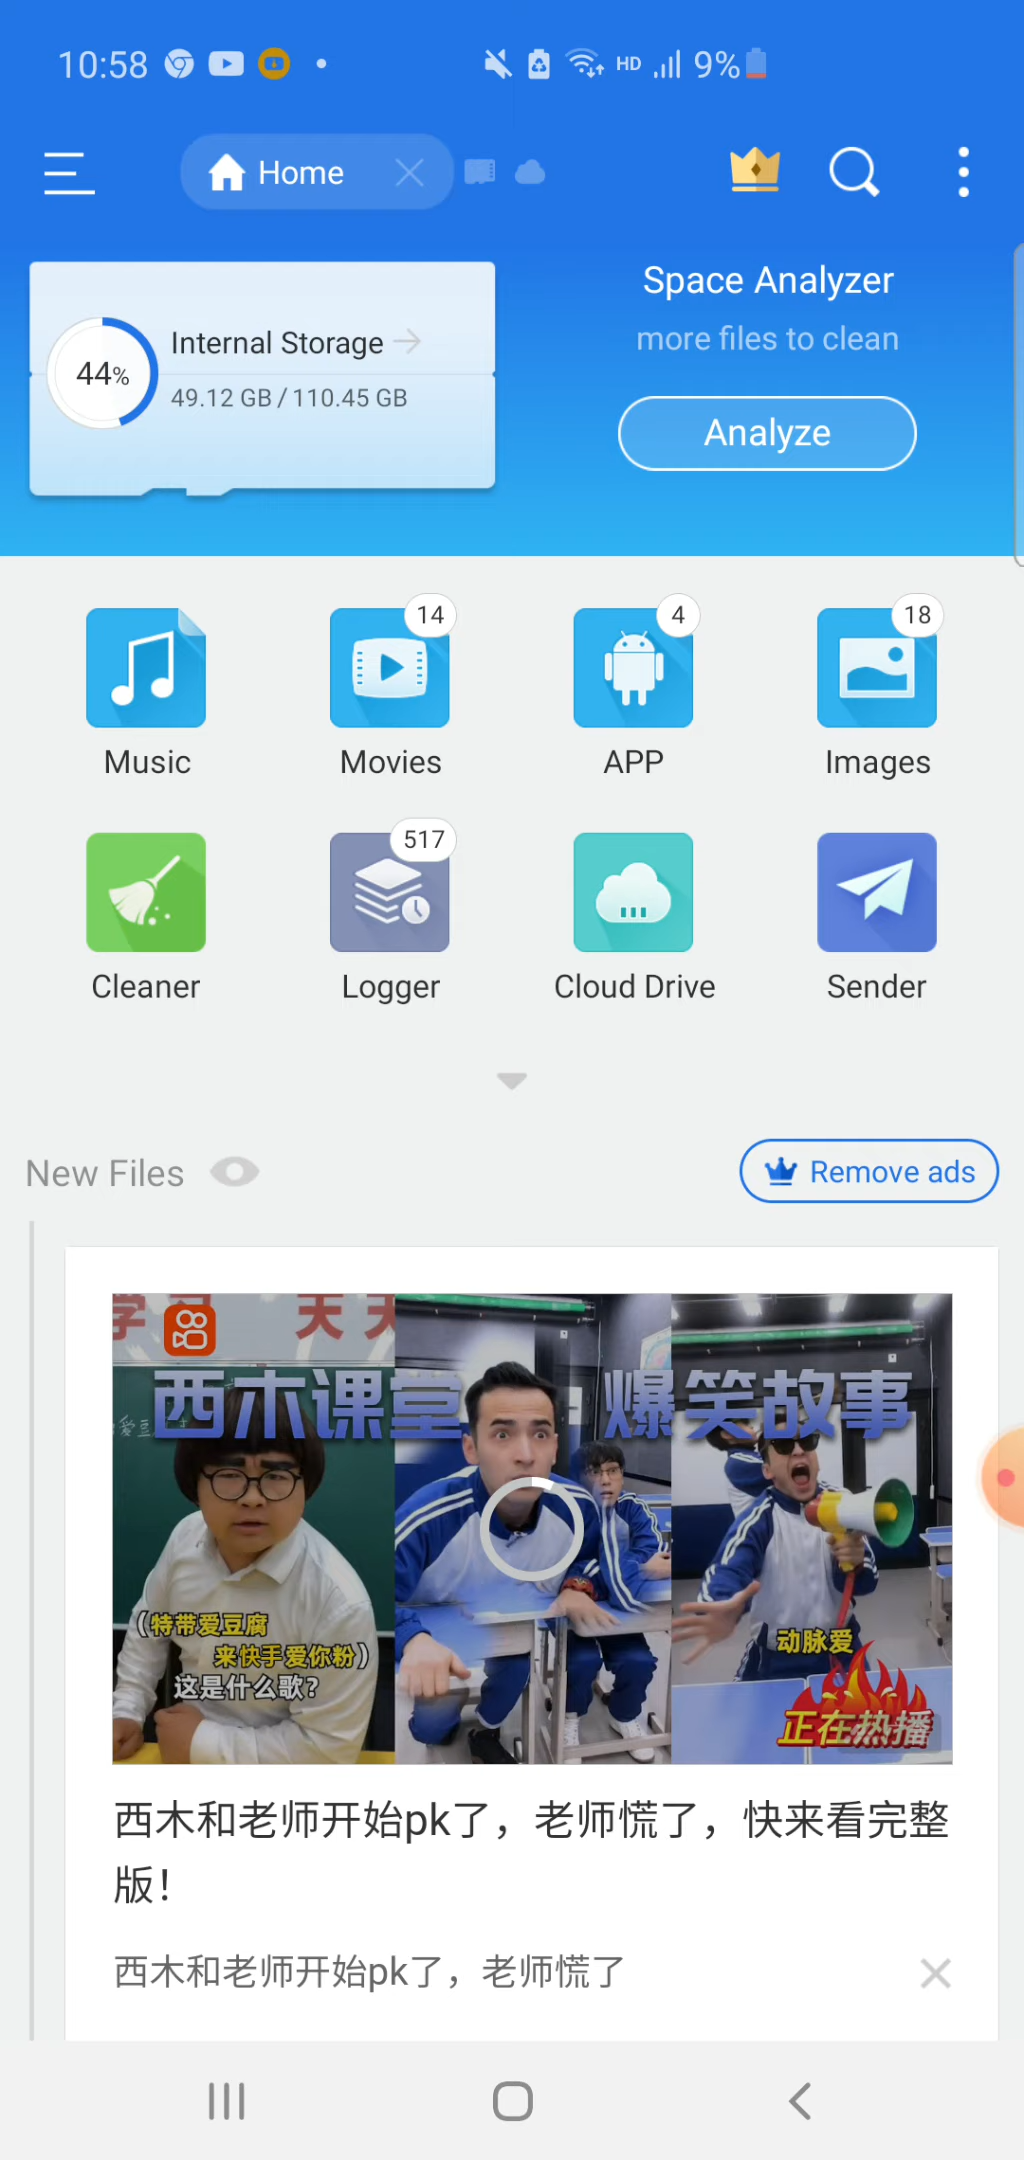 10:58 HD 9%
Home
Space Analyzer
more files to clean
Analyze
Internal Storage
44%
49.12 GB / 110.45 GB
14
4
18
Music
Movies
APP
Images
517
Cleaner
Logger
Cloud Drive
Sender
New Files
Remove ads
天天
西木课堂 爆笑故事
爱豆
(特带爱豆腐
来快手爱你粉)
这是什么歌?
动脉爱
正在热播
西木和老师开始pk了，老师慌了，快来看完整
版！
西木和老师开始pk了，老师慌了